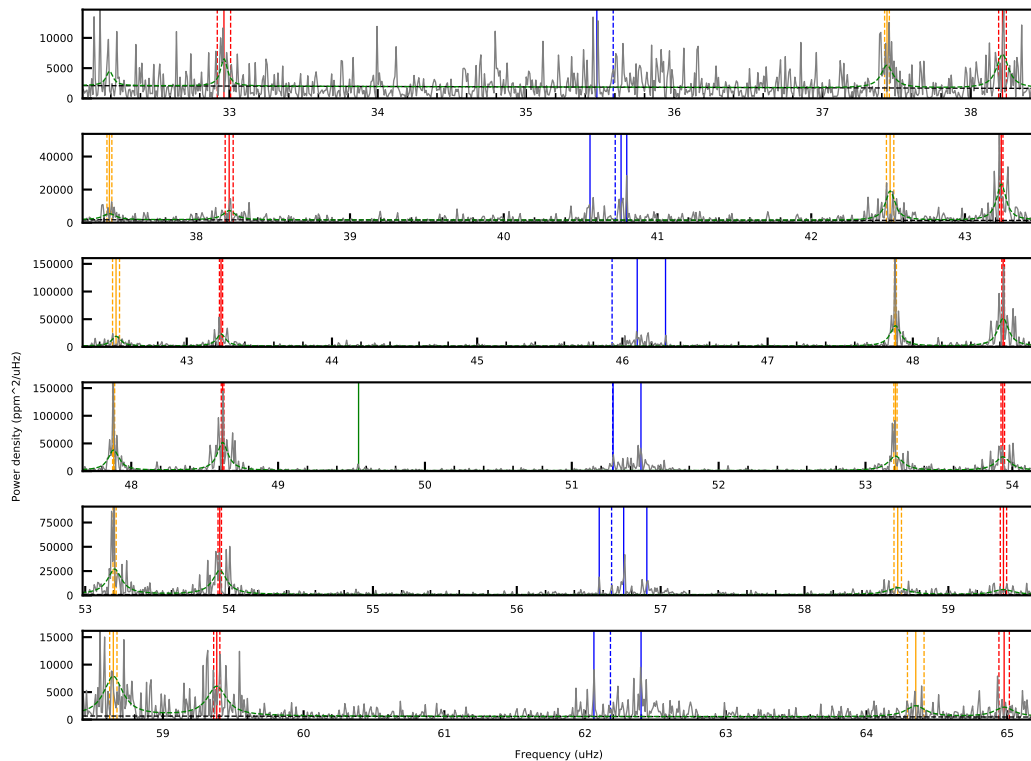 10000
5000
0
33 34 35 36 37 38
40000
20000
0
38 39 40 41 42 43
150000
100000
50000
0
43 44 45 46 47 48
Power density (ppm^2/uHz)
150000
100000
50000
0
48 49 50 51 52 53 54
75000
50000
25000
0
53 54 55 56 57 58 59
15000
10000
5000
0
59 60 61 62 63 64 65
Frequency (uHz)